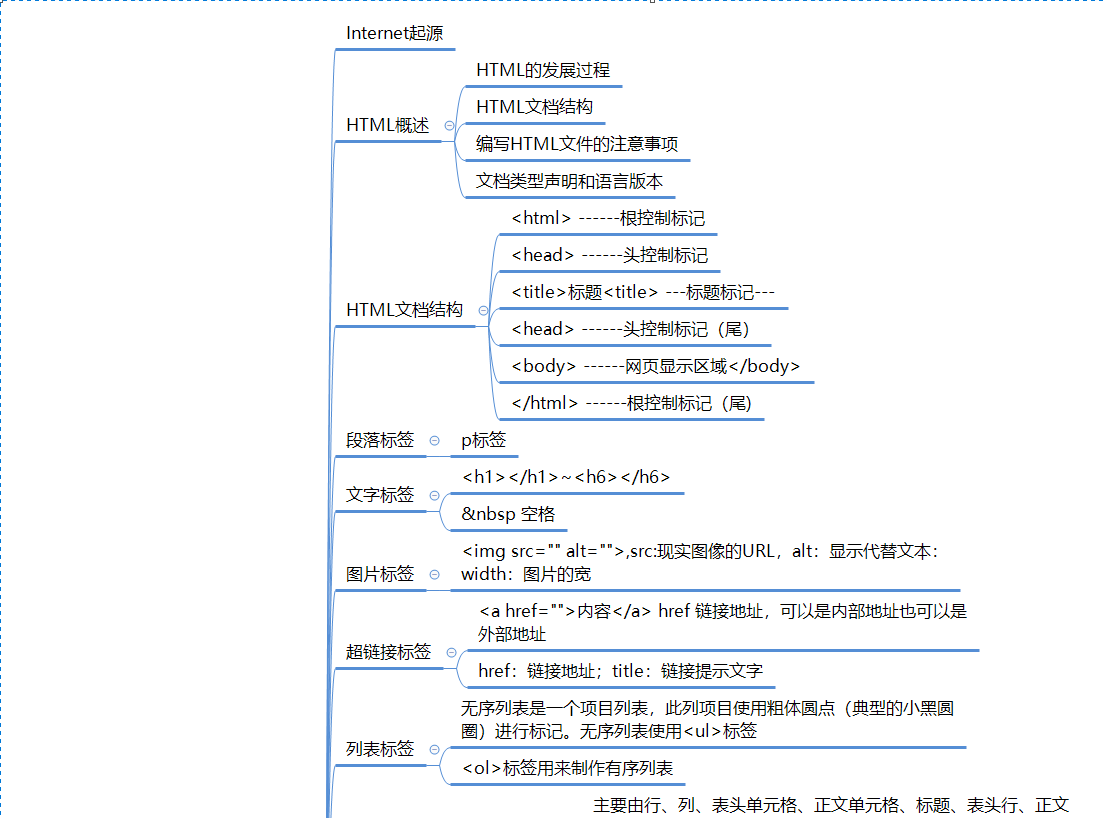 Internet起源
HTML概述
HTML的发展过程
HTML文档结构
编写HTML文件的注意事项
文档类型声明和语言版本
HTML文档结构
<html> ------根控制标记
<head> ------头控制标记
<title>标题<title> ---标题标记---
<head> ------头控制标记（尾）
<body> ------网页显示区域</body>
</html> ------根控制标记（尾)
段落标签
p标签
文字标签
<h1></h1>~<h6></h6>
&nbsp 空格
图片标签
<img src="" alt="">,src:现实图像的URL，alt：显示代替文本：
width：图片的宽
超链接标签
<a href="">内容</a> href 链接地址，可以是内部地址也可以是
外部地址
href：链接地址；title：链接提示文字
列表标签
无序列表是一个项目列表，此列项目使用粗体圆点（典型的小黑圆
圈）进行标记。无序列表使用<ul>标签
<ol>标签用来制作有序列表
主要由行、列、表头单元格、正文单元格、标题、表头行、正文